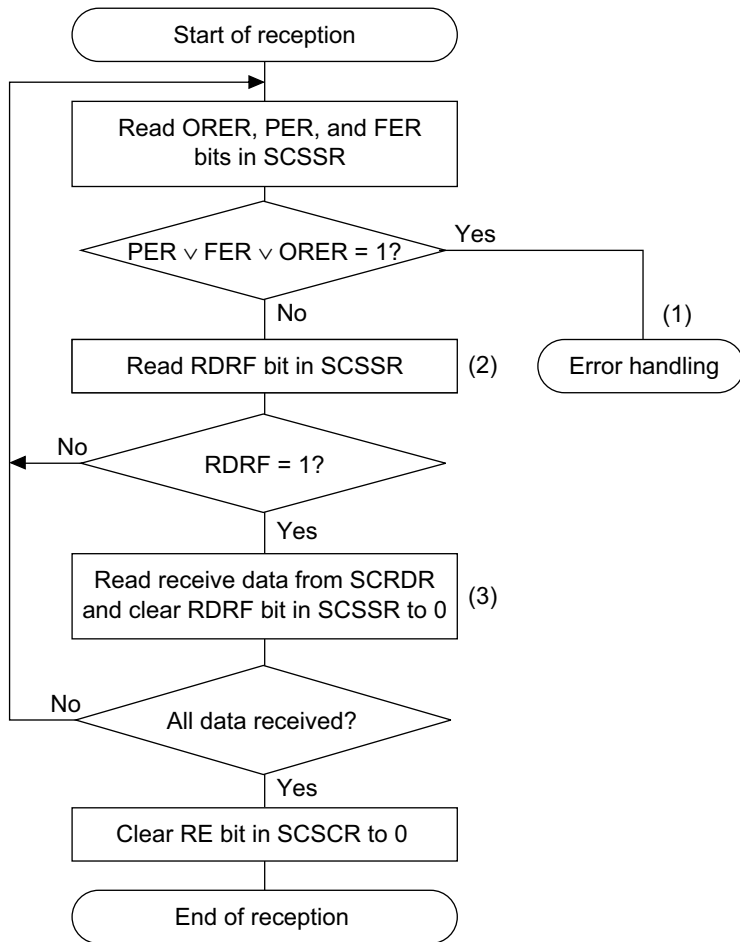 Start of reception
Read ORER, PER, and FER
bits in SCSSR
Yes
PER ∨ FER ∨ ORER = 1?
No
(1)
Read RDRF bit in SCSSR
(2)
Error handling
No
RDRF = 1?
Yes
Read receive data from SCRDR
and clear RDRF bit in SCSSR to 0
(3)
No
All data received?
Yes
Clear RE bit in SCSCR to 0
End of reception